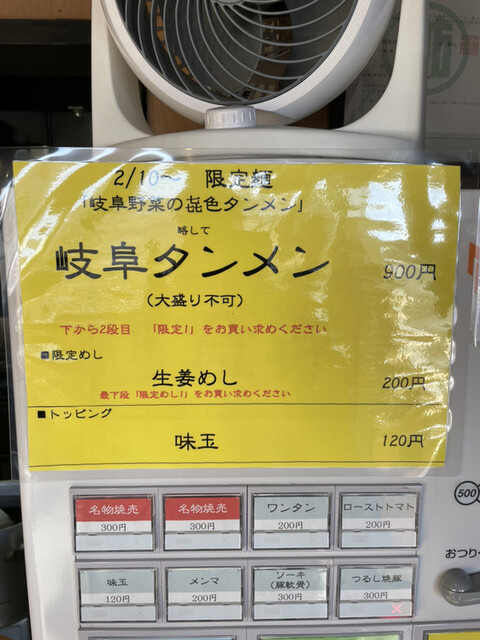 2/10〜 限定麺
「岐阜野菜の㐂色タンメン」
略して
岐阜タンメン 900円
(大盛り不可)
下から2段目 「限定1」をお買い求めください
■限定めし
生姜めし 200円
最下段「限定めし1」をお買い求めください
■トッピング
味玉 120円
名物焼売 300円
名物焼売 300円
ワンタン 200円
ローストトマト 200円
500
味玉 120円
メンマ 200円
ソーキ (豚軟骨) 300円
つるし焼豚 300円
おつり